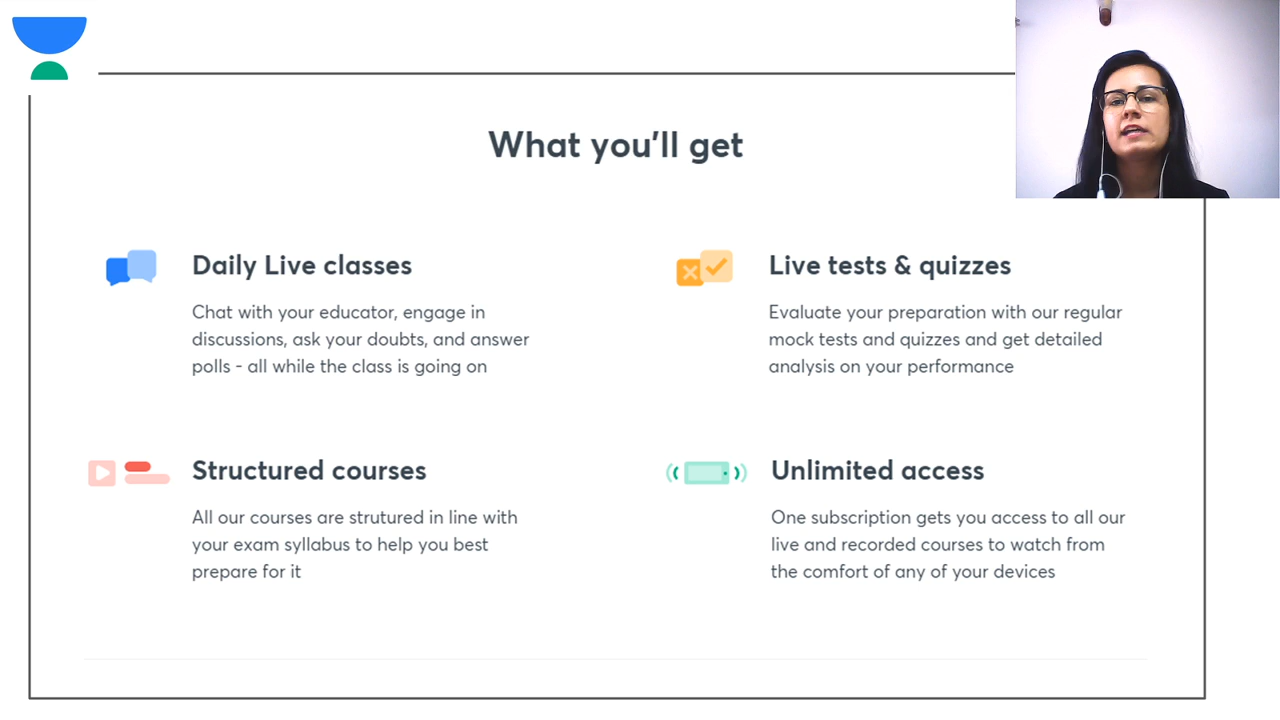 What you'll get
Daily Live classes
Chat with your educator, engage in
discussions, ask your doubts, and answer
polls - all while the class is going on
Live tests & quizzes
Evaluate your preparation with our regular
mock tests and quizzes and get detailed
analysis on your performance
Structured courses
All our courses are strutured in line with
your exam syllabus to help you best
prepare for it
Unlimited access
One subscription gets you access to all our
live and recorded courses to watch from
the comfort of any of your devices